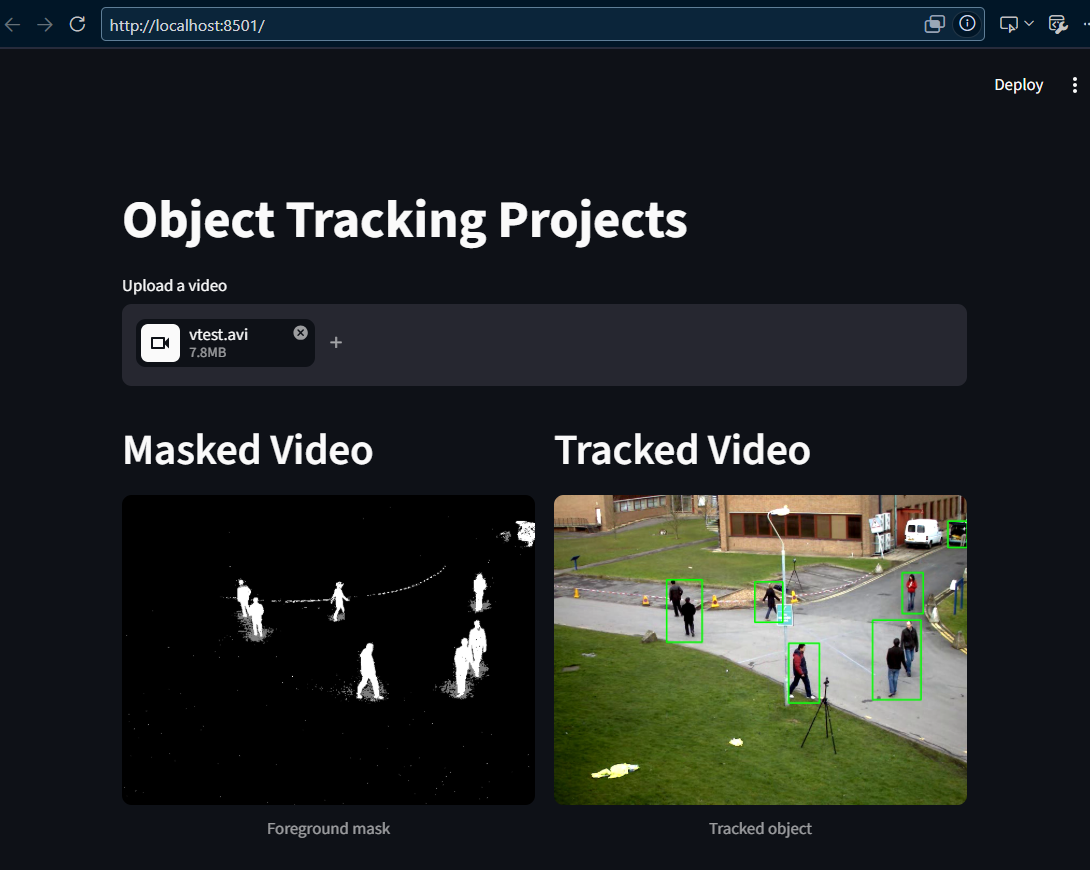 http://localhost:8501/
Deploy
Object Tracking Projects
Upload a video
vtest.avi
7.8MB
Masked Video
Tracked Video
Foreground mask
Tracked object